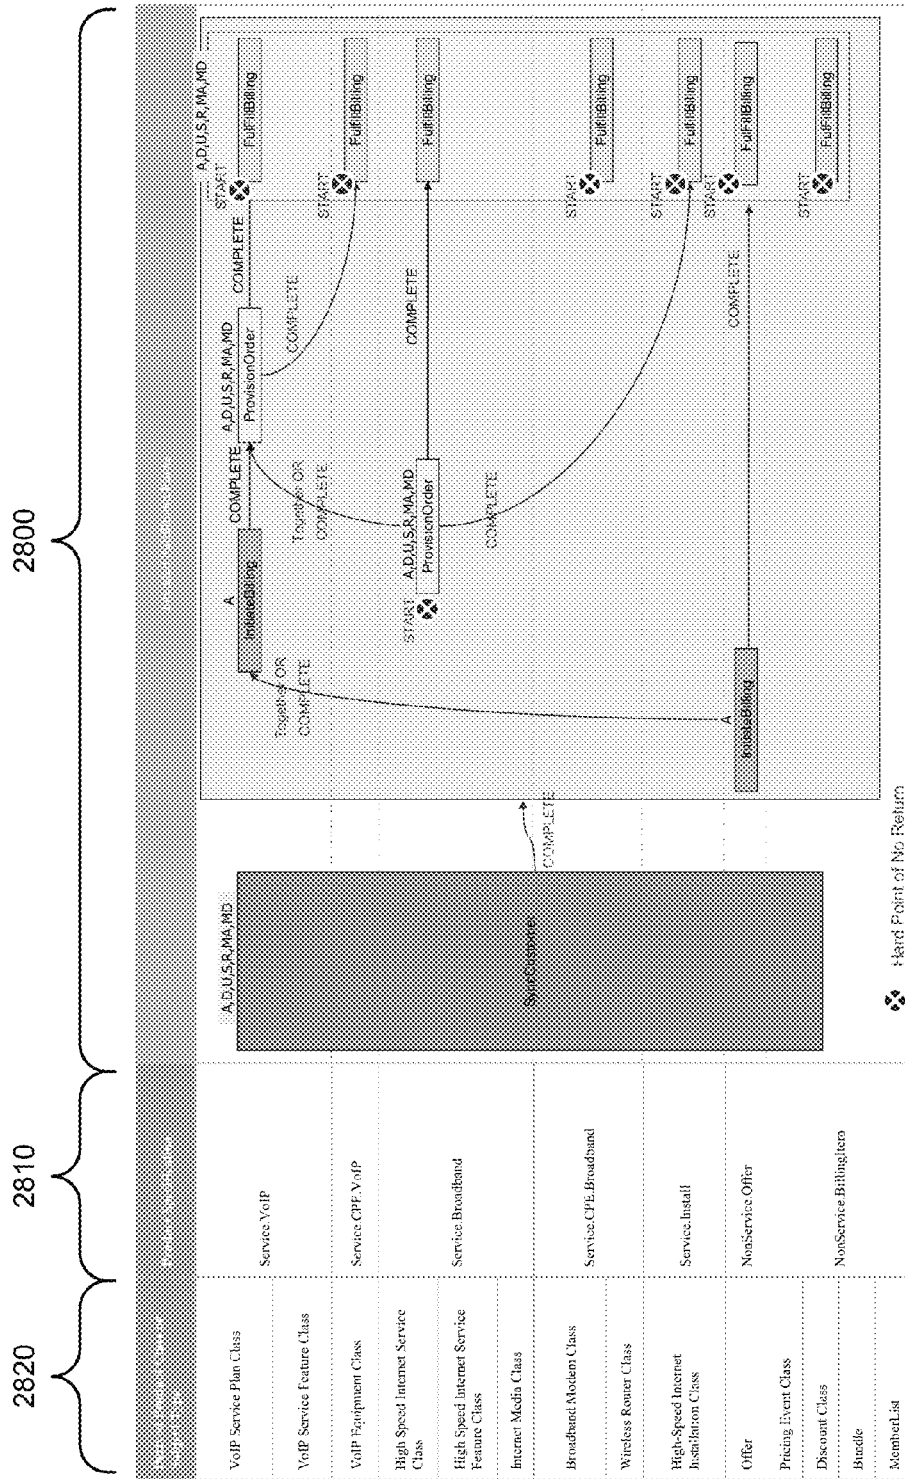 2820
2810
2800
VoIP Service Plan Class
VoIP Service Feature Class
VoIP Equipment Class
High Speed Internet Service
Class
High Speed Internet Service
Feature Class
Internet Media Class
Broadband Modem Class
Wireless Router Class
High-Speed Internet
Installation Class
Offer
Pricing Event Class
Discount Class
Bundle
MemberList
Service.VoIP
Service.CPE.VoIP
Service.Broadband
Service.CPE.Broadband
Service.Install
NonService.Offer
NonService.BillingItem
A,D,U,S,R,MA,MD
SyncCustomer
COMPLETE
A
InitiateBilling
COMPLETE
A,D,U,S,R,MA,MD
ProvisionOrder
COMPLETE
START
A,D,U,S,R,MA,MD
FulfillBilling
Together OR
COMPLETE
Together OR
COMPLETE
COMPLETE
START
FulfillBilling
START
A,D,U,S,R,MA,MD
ProvisionOrder
COMPLETE
FulfillBilling
COMPLETE
START
FulfillBilling
START
FulfillBilling
A
InitiateBilling
COMPLETE
START
FulfillBilling
START
FulfillBilling
Hard Point of No Return